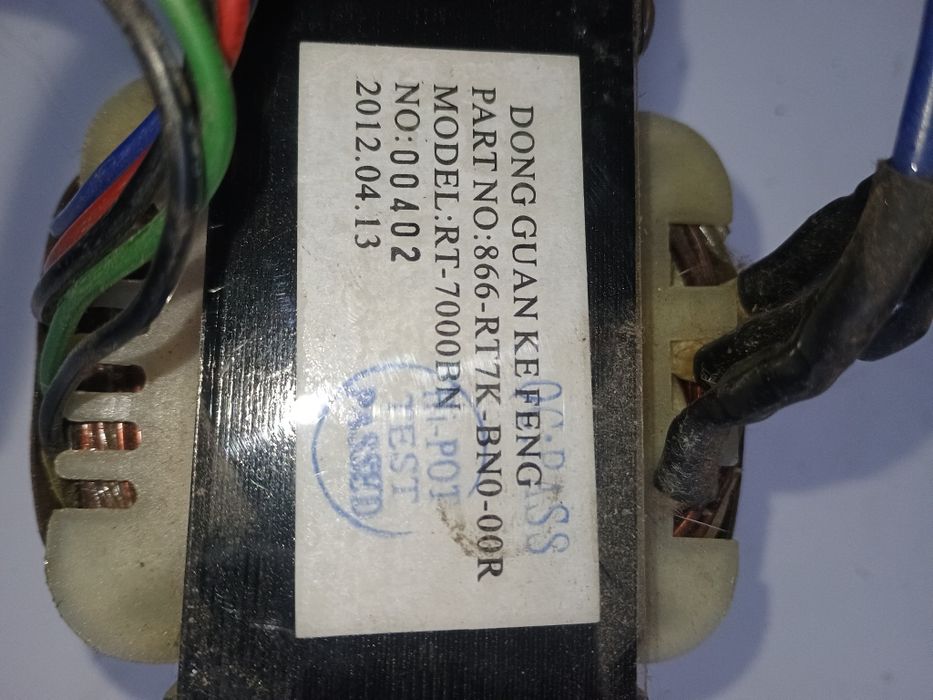 DONG GUAN KE FENG
PART NO:866-RT7K-BN0-00R
MODEL:RT-7000BN
NO:00402
2012.04.13
QC.PASS
HI-POT
TEST
PASSED